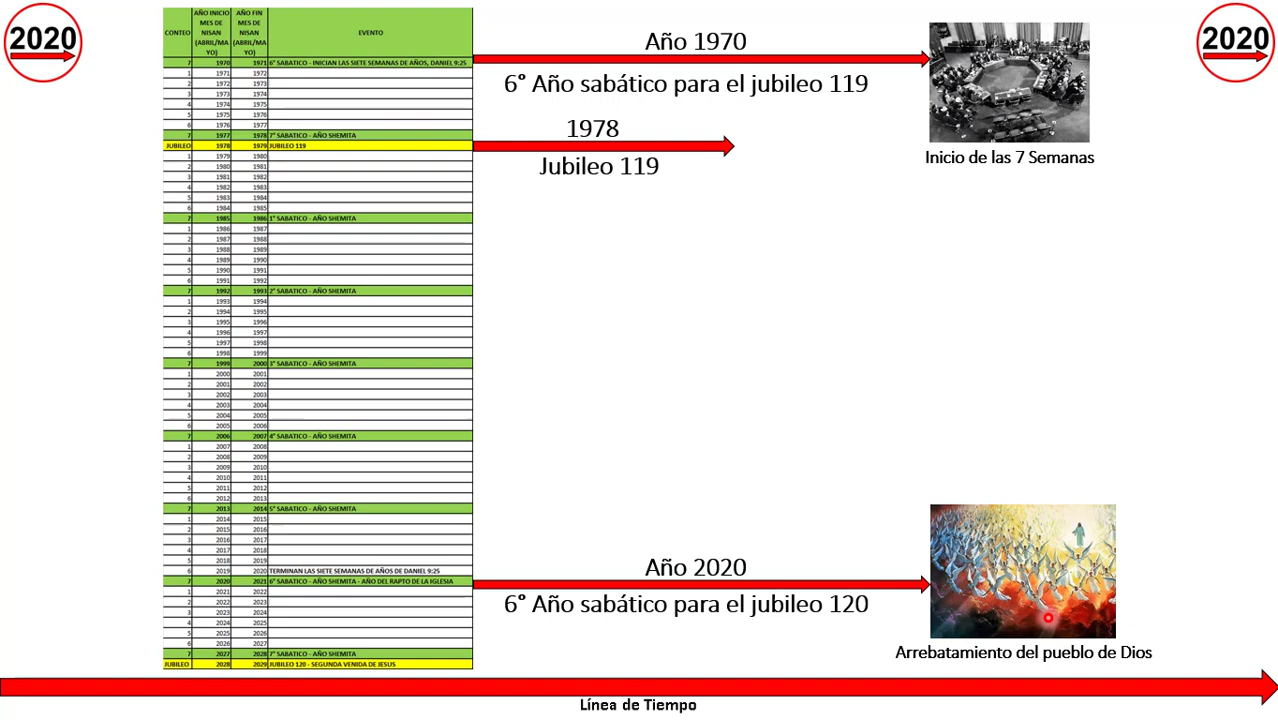 2020
2020
CONTEO AÑO INICIO MES DE NISAN (ABRIL/MA YO) AÑO FIN MES DE NISAN (ABRIL/MA YO) EVENTO
7 1970 1971 6° SABATICO - INICIAN LAS SIETE SEMANAS DE AÑOS, DANIEL 9:25
1 1971 1972
2 1972 1973
3 1973 1974
4 1974 1975
5 1975 1976
6 1976 1977
7 1977 1978 7° SABATICO - AÑO SHEMITA
JUBILEO 1978 1979 JUBILEO 119
1 1979 1980
2 1980 1981
3 1981 1982
4 1982 1983
5 1983 1984
6 1984 1985
7 1985 1986 1° SABATICO - AÑO SHEMITA
1 1986 1987
2 1987 1988
3 1988 1989
4 1989 1990
5 1990 1991
6 1991 1992
7 1992 1993 2° SABATICO - AÑO SHEMITA
1 1993 1994
2 1994 1995
3 1995 1996
4 1996 1997
5 1997 1998
6 1998 1999
7 1999 2000 3° SABATICO - AÑO SHEMITA
1 2000 2001
2 2001 2002
3 2002 2003
4 2003 2004
5 2004 2005
6 2005 2006
7 2006 2007 4° SABATICO - AÑO SHEMITA
1 2007 2008
2 2008 2009
3 2009 2010
4 2010 2011
5 2011 2012
6 2012 2013
7 2013 2014 5° SABATICO - AÑO SHEMITA
1 2014 2015
2 2015 2016
3 2016 2017
4 2017 2018
5 2018 2019
6 2019 2020 TERMINAN LAS SIETE SEMANAS DE AÑOS DE DANIEL 9:25
7 2020 2021 6° SABATICO - AÑO SHEMITA - AÑO DEL RAPTO DE LA IGLESIA
1 2021 2022
2 2022 2023
3 2023 2024
4 2024 2025
5 2025 2026
6 2026 2027
7 2027 2028 7° SABATICO - AÑO SHEMITA
JUBILEO 2028 2029 JUBILEO 120 - SEGUNDA VENIDA DE JESUS
Año 1970
6° Año sabático para el jubileo 119
1978
Jubileo 119
Inicio de las 7 Semanas
Año 2020
6° Año sabático para el jubileo 120
Arrebatamiento del pueblo de Dios
Línea de Tiempo